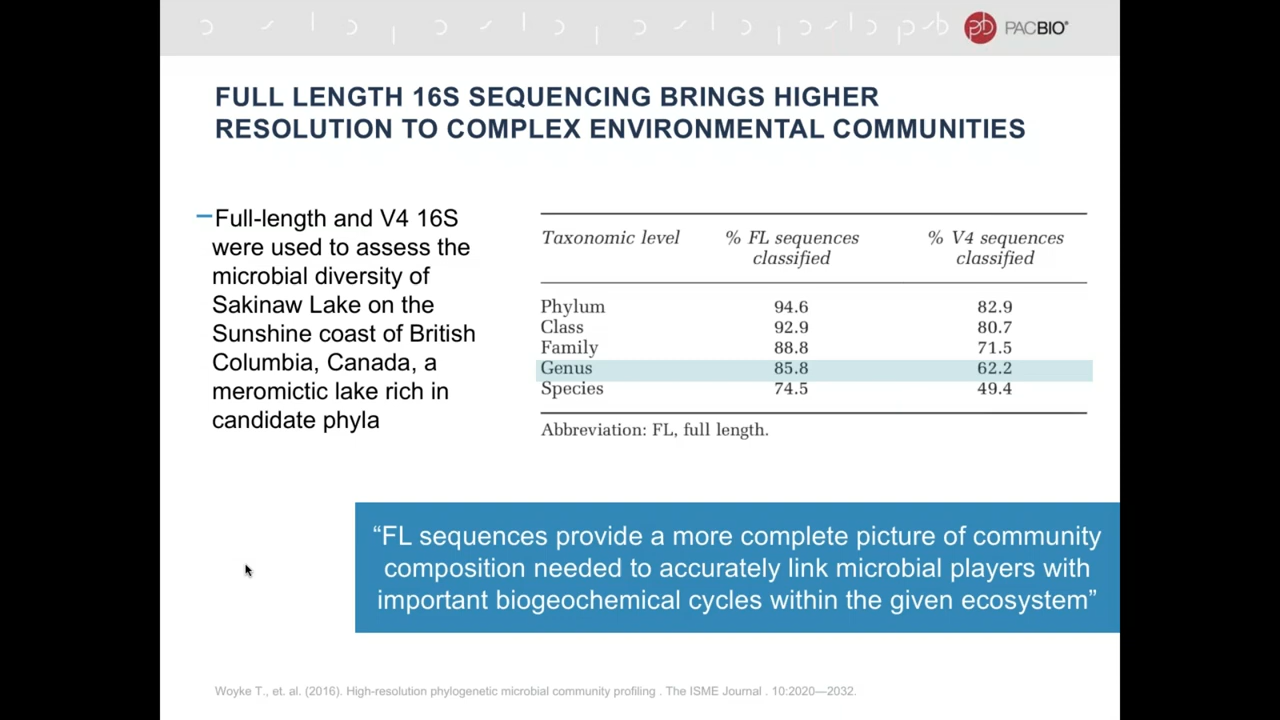 PACBIO®
FULL LENGTH 16S SEQUENCING BRINGS HIGHER
RESOLUTION TO COMPLEX ENVIRONMENTAL COMMUNITIES
–Full-length and V4 16S
were used to assess the
microbial diversity of
Sakinaw Lake on the
Sunshine coast of British
Columbia, Canada, a
meromictic lake rich in
candidate phyla
Taxonomic level % FL sequences % V4 sequences
classified classified
Phylum 94.6 82.9
Class 92.9 80.7
Family 88.8 71.5
Genus 85.8 62.2
Species 74.5 49.4
Abbreviation: FL, full length.
“FL sequences provide a more complete picture of community
composition needed to accurately link microbial players with
important biogeochemical cycles within the given ecosystem”
Woyke T., et. al. (2016). High-resolution phylogenetic microbial community profiling . The ISME Journal . 10:2020—2032.